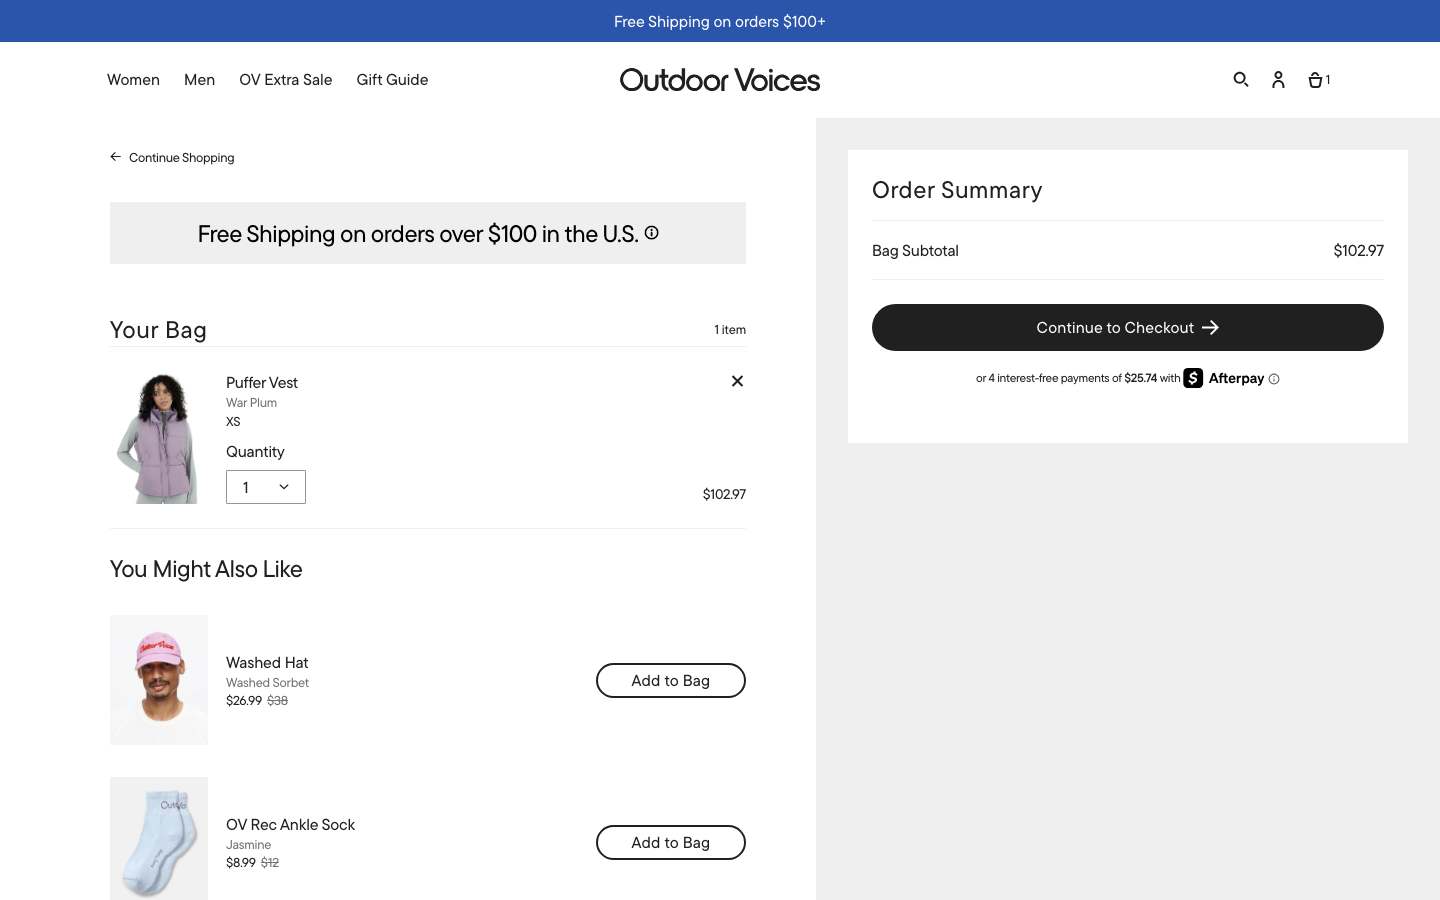 Free Shipping on orders $100+
Women Men OV Extra Sale Gift Guide
Outdoor Voices
1
Continue Shopping
Free Shipping on orders over $100 in the U.S.
Your Bag
1 item
Puffer Vest
War Plum
XS
Quantity
1
$102.97
You Might Also Like
Washed Hat
Washed Sorbet
$26.99 $38
Add to Bag
OV Rec Ankle Sock
Jasmine
$8.99 $12
Add to Bag
Order Summary
Bag Subtotal $102.97
Continue to Checkout
or 4 interest-free payments of $25.74 with Afterpay